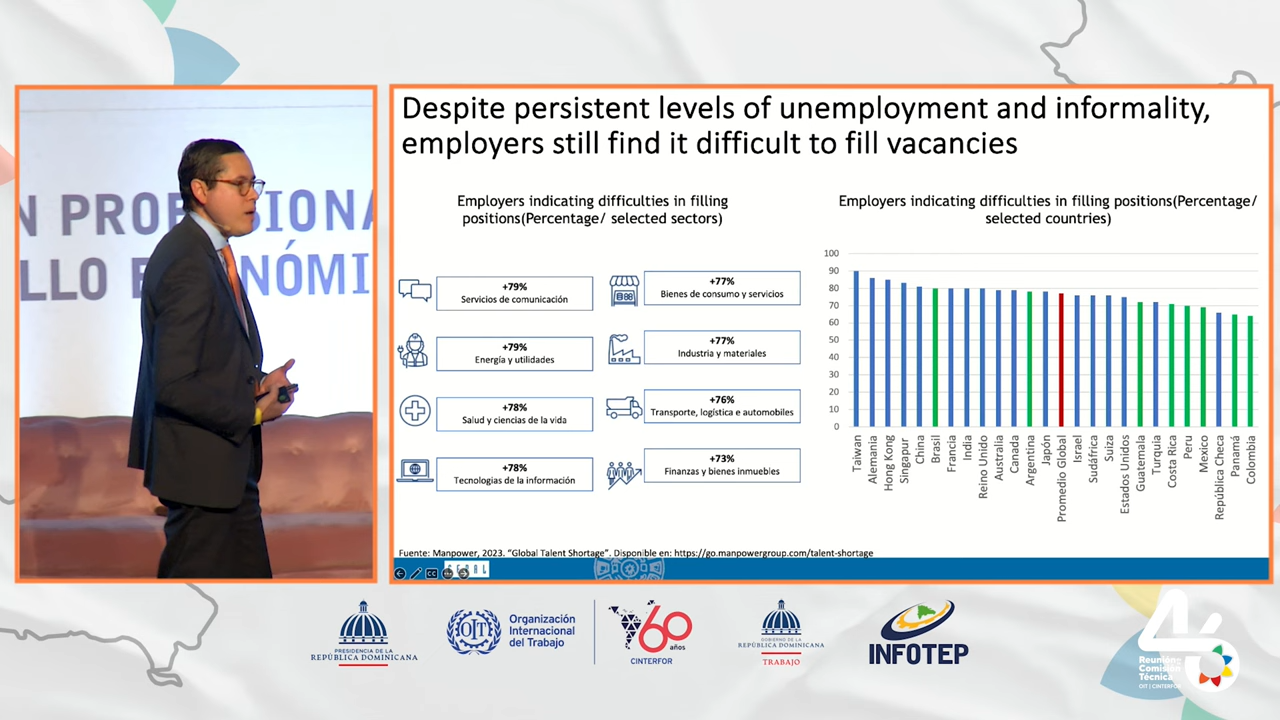 N PROFESIONA
LLO E ONÓMI
Despite persistent levels of unemployment and informality,
employers still find it difficult to fill vacancies
Employers indicating difficulties in filling
positions(Percentage/ selected sectors)
+79%
Servicios de comunicación
+79%
Energía y utilidades
+78%
Salud y ciencias de la vida
+78%
Tecnologías de la información
+77%
Bienes de consumo y servicios
+77%
Industria y materiales
+76%
Transporte, logística e automobiles
+73%
Finanzas y bienes inmuebles
Employers indicating difficulties in filling positions(Percentage/
selected countries)
100
90
80
70
60
50
40
30
20
10
0
Taiwan
Alemania
Hong Kong
Singapur
China
Brasil
Francia
India
Reino Unido
Australia
Canada
Argentina
Japón
Promedio Global
Israel
Sudáfrica
Suiza
Estados Unidos
Guatemala
Turquia
Costa Rica
Peru
Mexico
República Checa
Panamá
Colombia
Fuente: Manpower, 2023. “Global Talent Shortage”. Disponible en: https://go.manpowergroup.com/talent-shortage
PRESIDENCIA DE LA
REPÚBLICA DOMINICANA
OIT
Organización
Internacional
del Trabajo
60
años
CINTERFOR
GOBIERNO DE LA
REPÚBLICA DOMINICANA
TRABAJO
INFOTEP
46
Reunión
Comisión
Técnica
OIT | CINTERFOR